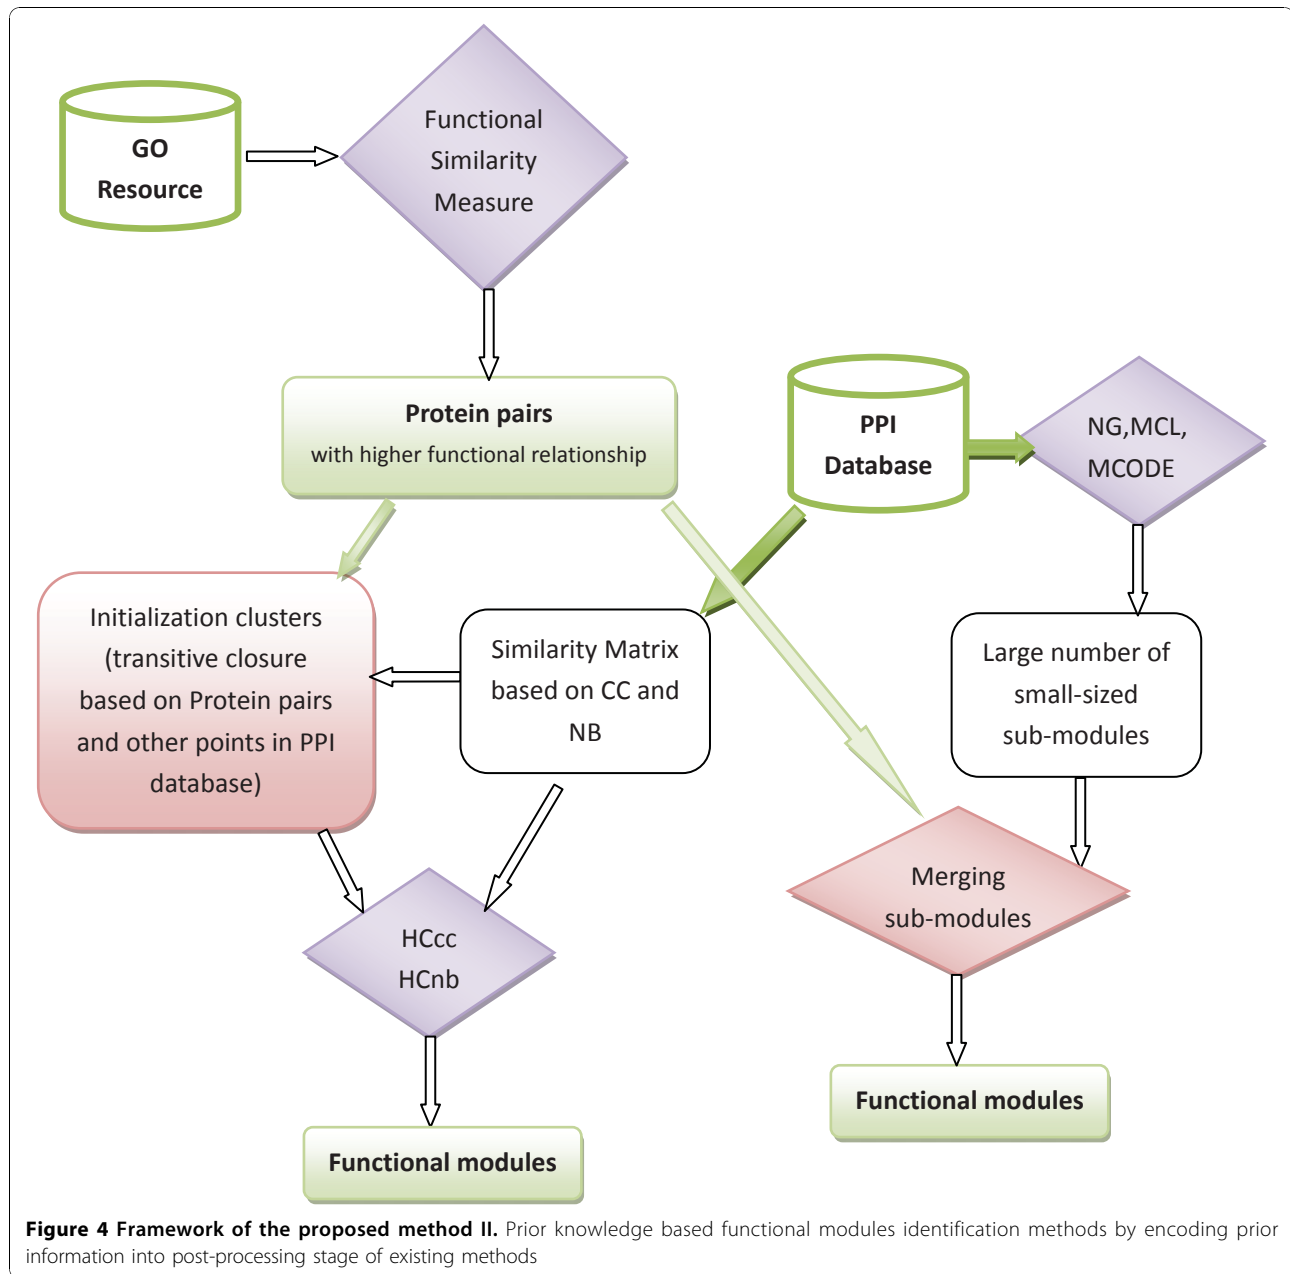 GO
Resource
Functional
Similarity
Measure
Protein pairs
with higher functional relationship
PPI
Database
NG,MCL,
MCODE
Initialization clusters
(transitive closure
based on Protein pairs
and other points in PPI
database)
Similarity Matrix
based on CC and
NB
Large number of
small-sized
sub-modules
HCcc
HCnb
Merging
sub-modules
Functional modules
Functional modules
Figure 4 Framework of the proposed method II. Prior knowledge based functional modules identification methods by encoding prior
information into post-processing stage of existing methods